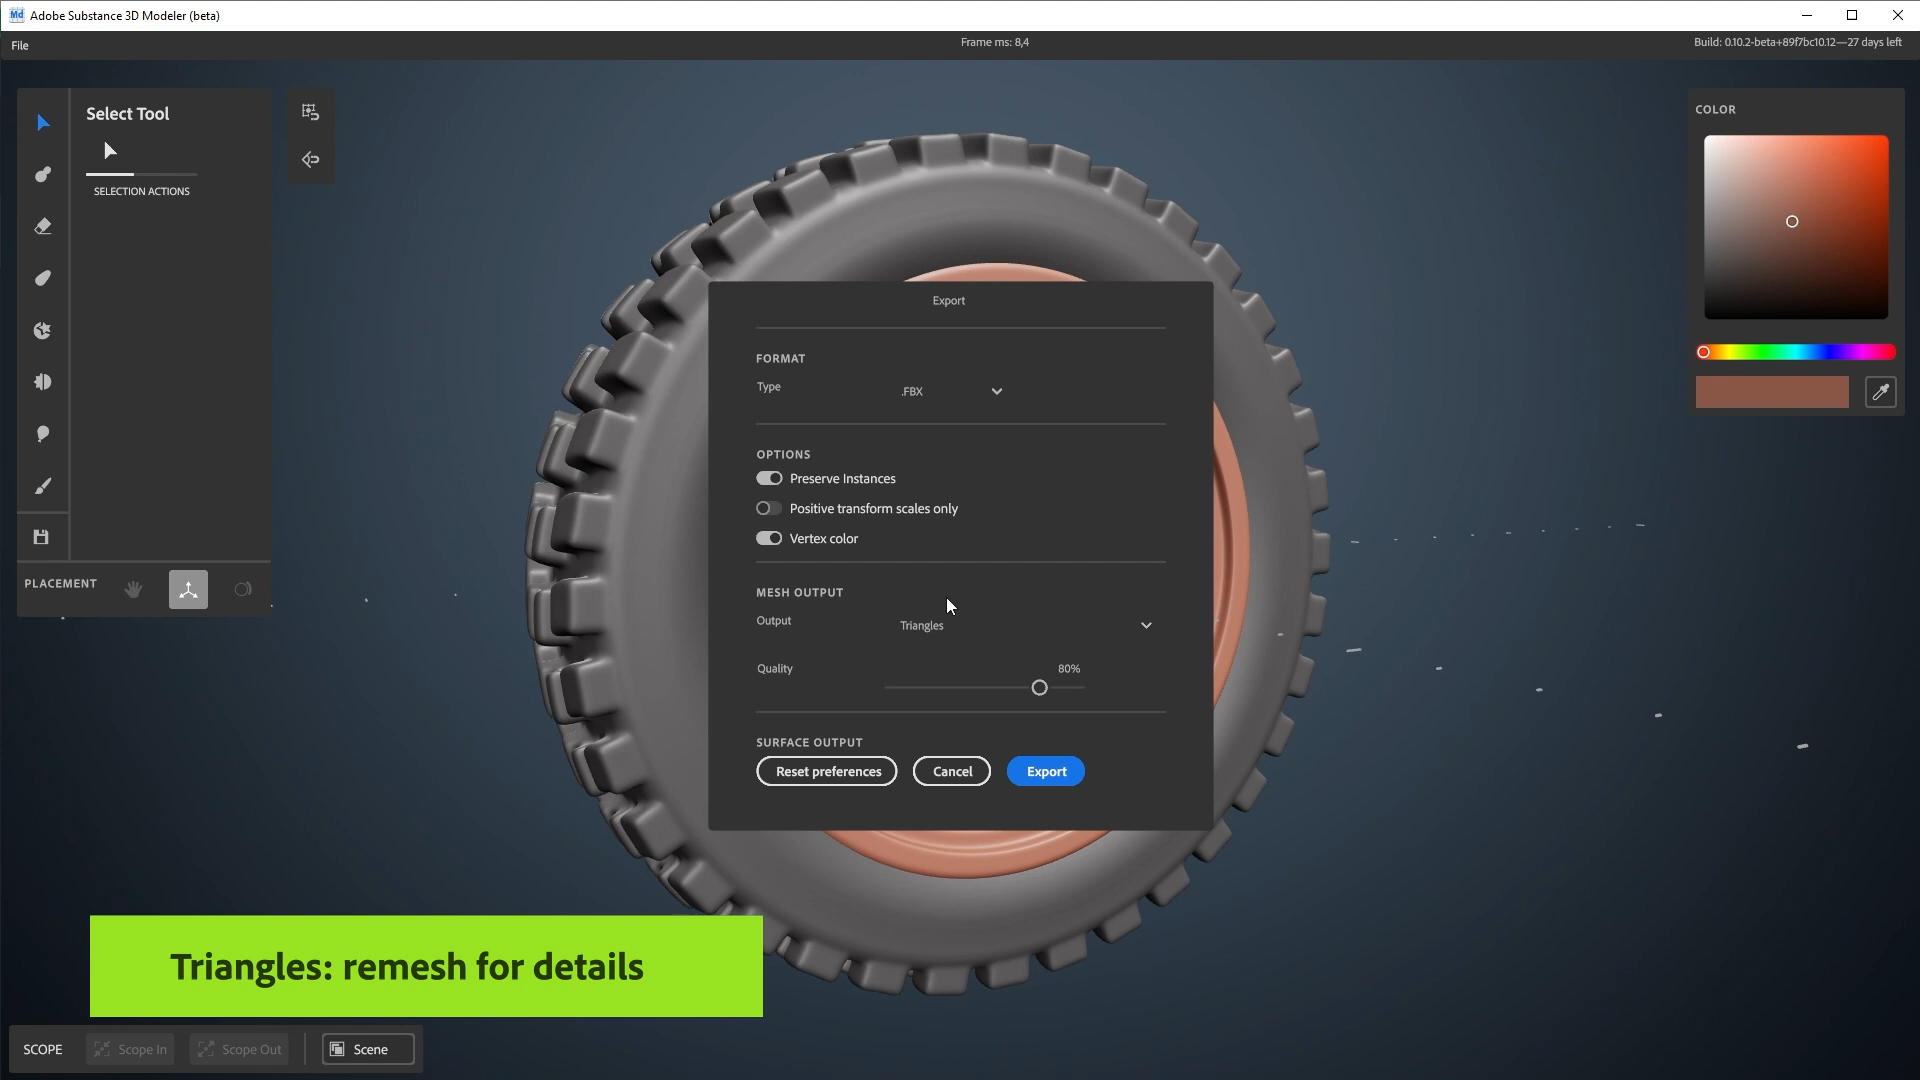 Md Adobe Substance 3D Modeler (beta)
File
Frame ms: 8,4
Build: 0.10.2-beta+89f7bc10.12—27 days left
Select Tool
SELECTION ACTIONS
PLACEMENT
COLOR
Export
FORMAT
Type
.FBX
OPTIONS
Preserve Instances
Positive transform scales only
Vertex color
MESH OUTPUT
Output
Triangles
Quality
80%
SURFACE OUTPUT
Reset preferences
Cancel
Export
Triangles: remesh for details
SCOPE
Scope In
Scope Out
Scene